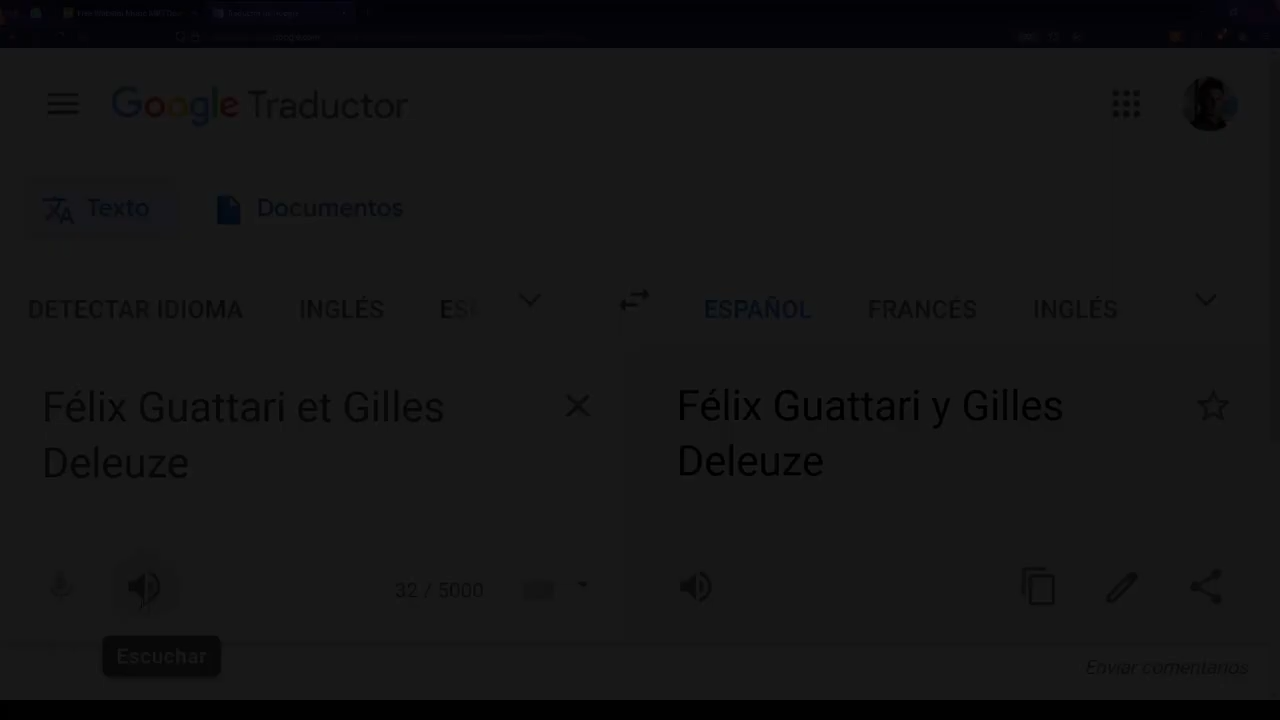 Google Traductor
Texto
Documentos
DETECTAR IDIOMA
INGLÉS
ES
ESPAÑOL
FRANCÉS
INGLÉS
Félix Guattari et Gilles
Deleuze
Félix Guattari y Gilles
Deleuze
32 / 5000
Escuchar
Enviar comentarios